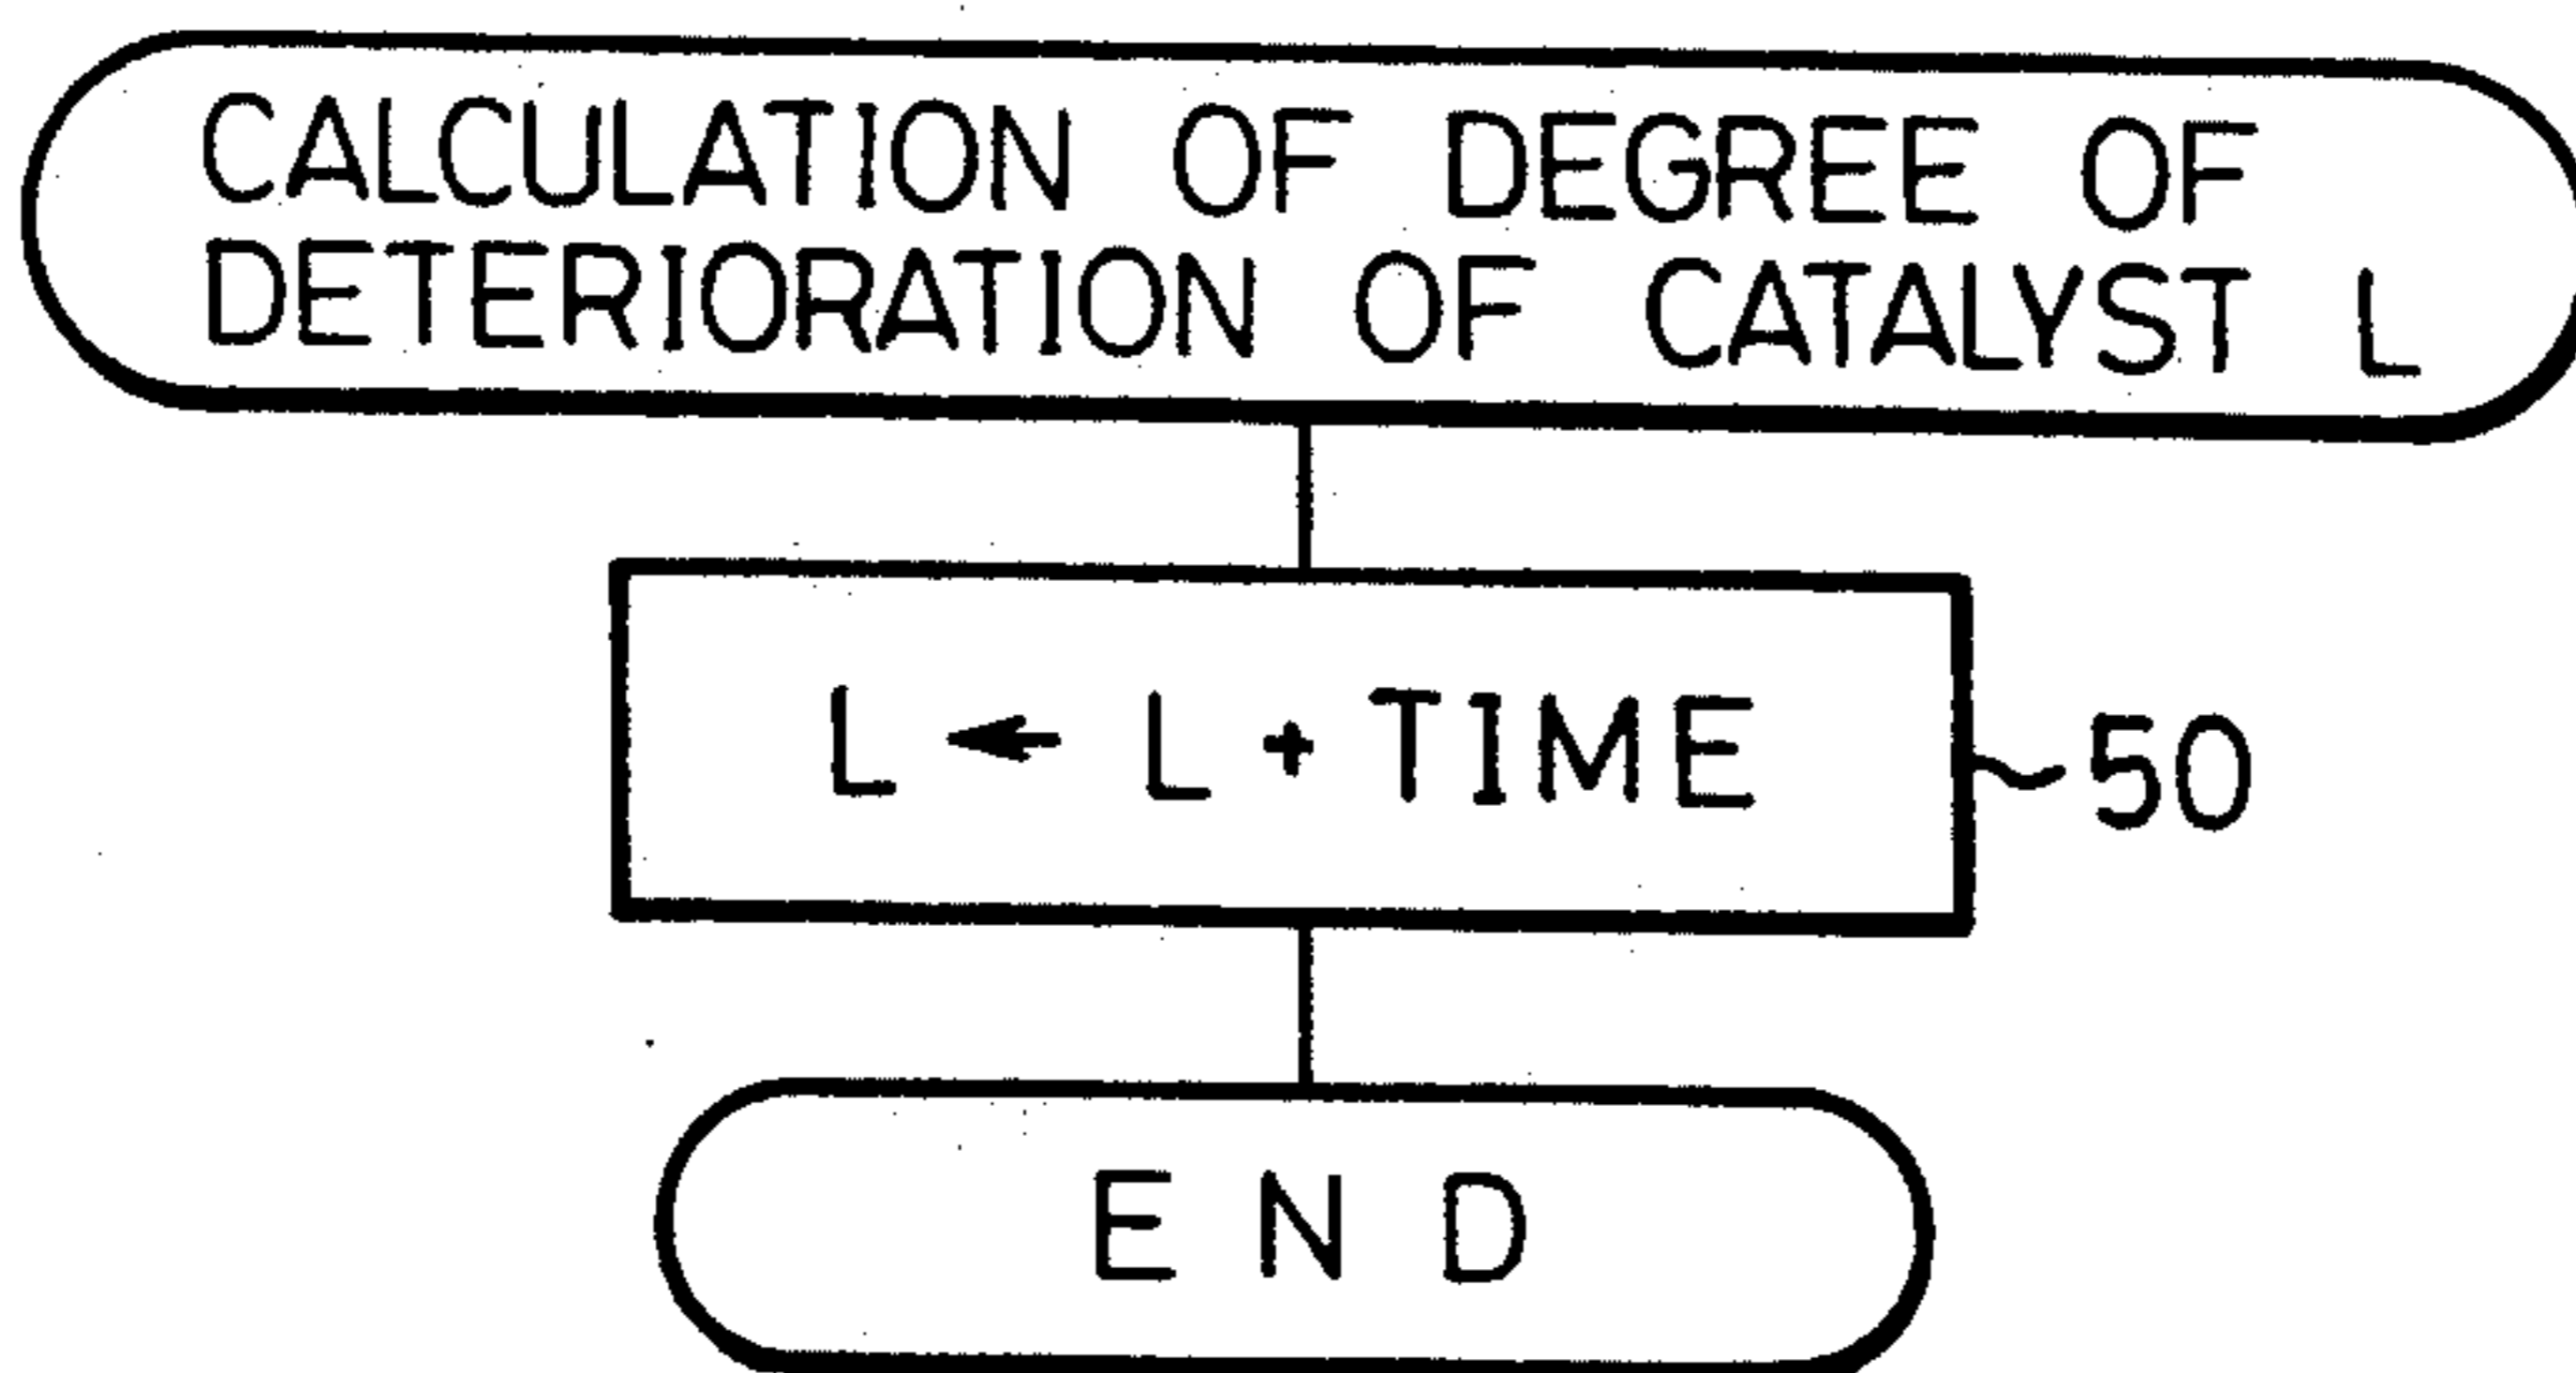 CALCULATION OF DEGREE OF
DETERIORATION OF CATALYST L
L ← L + TIME
50
END